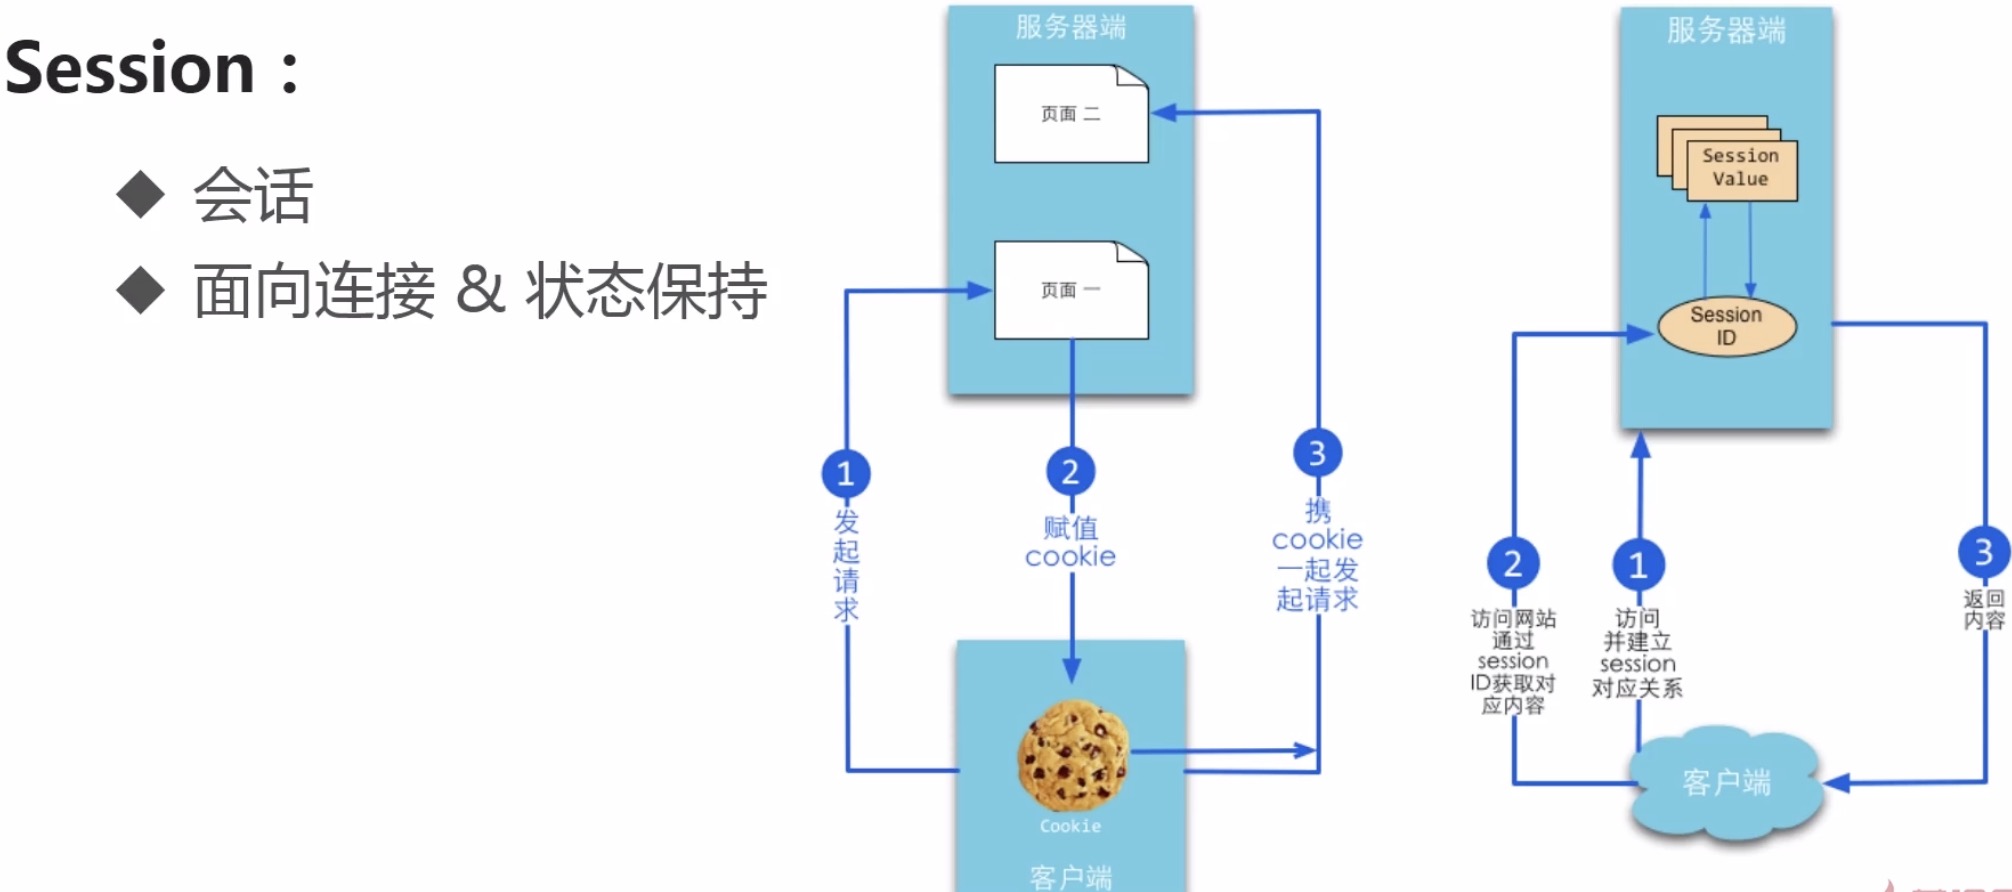 Session：
◆ 会话
◆ 面向连接 & 状态保持
服务器端
页面 二
页面 一
1
发
起
请
求
2
赋值
cookie
3
携
cookie
一起发
起请求
Cookie
客户端
服务器端
Session
Value
Session
ID
2
访问网站
通过
session
ID获取对
应内容
1
访问
并建立
session
对应关系
3
返回
内容
客户端